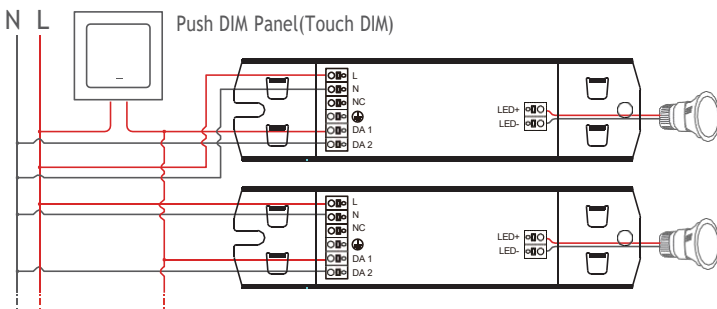 N L
Push DIM Panel(Touch DIM)
L
N
NC
DA 1
DA 2
LED+
LED-
L
N
NC
DA 1
DA 2
LED+
LED-